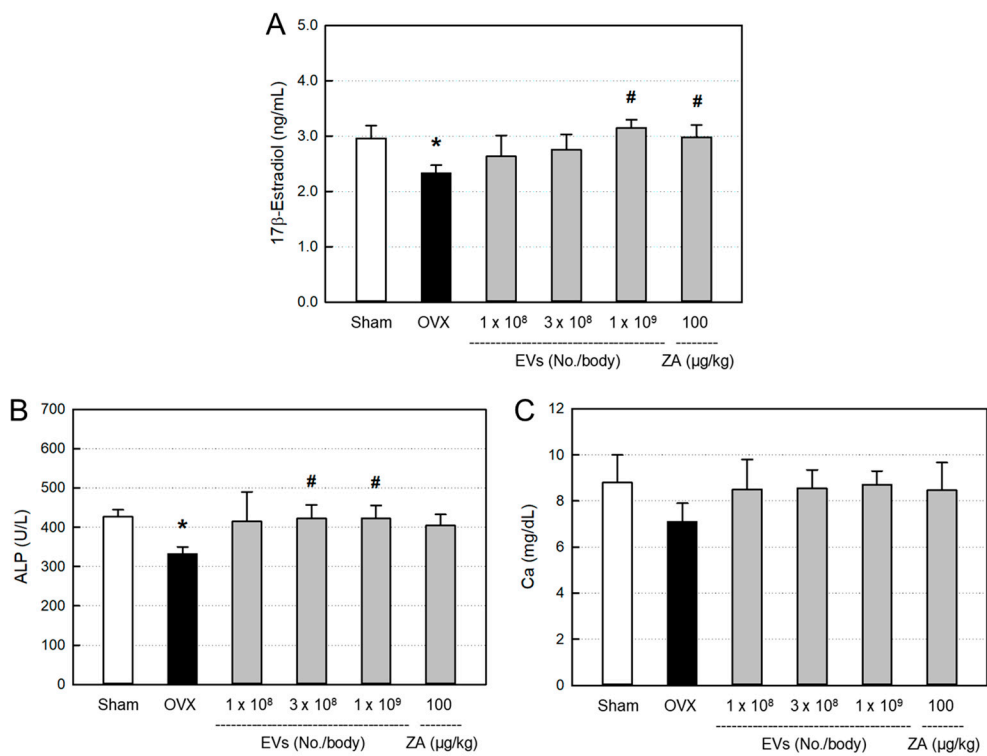 A
17β-Estradiol (ng/mL)
5.0
4.0
3.0
2.0
1.0
0.0
*
#
#
Sham OVX 1 x 10⁸ 3 x 10⁸ 1 x 10⁹ 100
EVs (No./body) ZA (µg/kg)
B
ALP (U/L)
700
600
500
400
300
200
100
0
*
#
#
Sham OVX 1 x 10⁸ 3 x 10⁸ 1 x 10⁹ 100
EVs (No./body) ZA (µg/kg)
C
Ca (mg/dL)
12
10
8
6
4
2
0
Sham OVX 1 x 10⁸ 3 x 10⁸ 1 x 10⁹ 100
EVs (No./body) ZA (µg/kg)